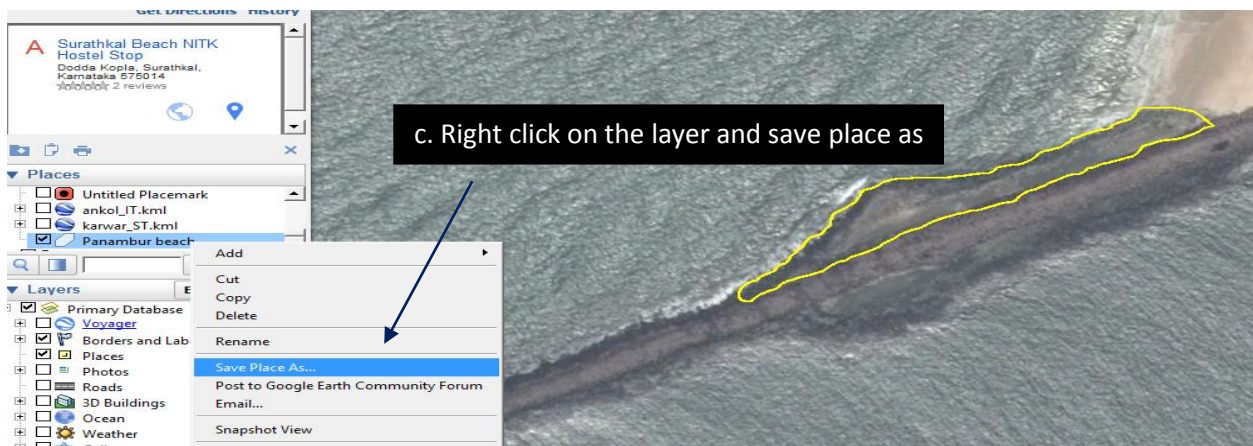 Get Directions History
A
Surathkal Beach NITK
Hostel Stop
Dodda Kopla, Surathkal,
Karnataka 575014
2 reviews
c. Right click on the layer and save place as
Places
Untitled Placemark
ankol_IT.kml
karwar_ST.kml
Panambur beach
Add
Cut
Copy
Delete
Rename
Save Place As...
Post to Google Earth Community Forum
Email...
Snapshot View
Layers
E
Primary Database
Voyager
Borders and Lab
Places
Photos
Roads
3D Buildings
Ocean
Weather